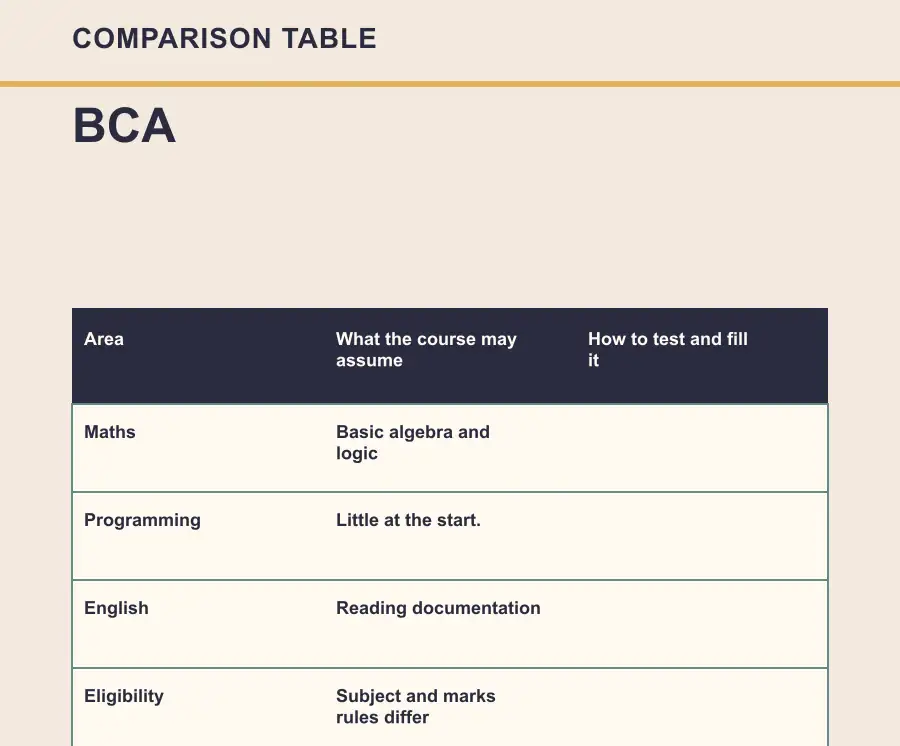 COMPARISON TABLE
BCA
Area
What the course may
assume
How to test and fill
it
Maths
Basic algebra and
logic
Programming
Little at the start.
English
Reading documentation
Eligibility
Subject and marks
rules differ